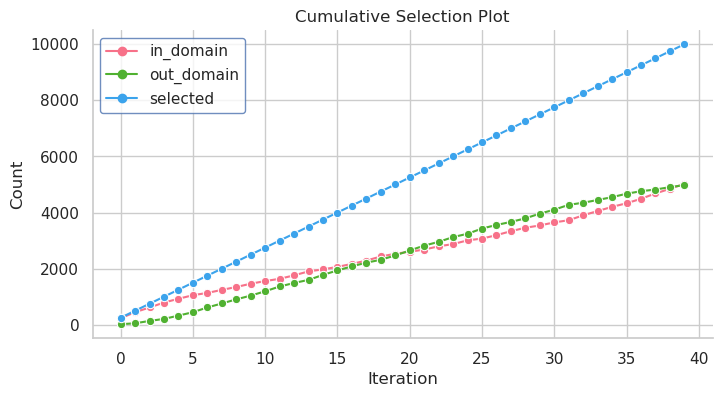 Cumulative Selection Plot
in_domain
out_domain
selected
10000
8000
6000
4000
2000
0
Count
0 5 10 15 20 25 30 35 40
Iteration